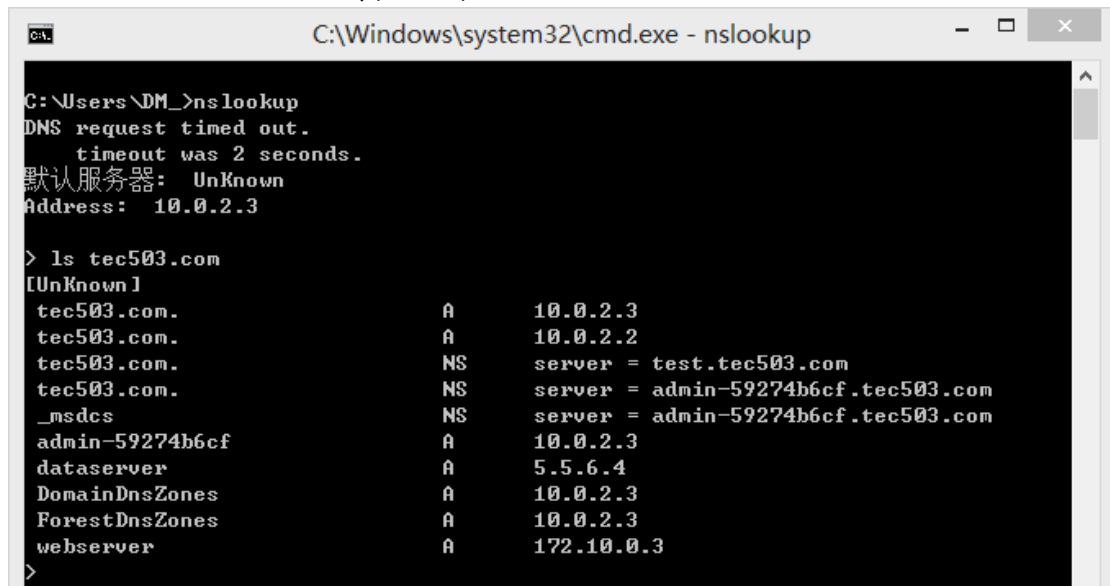 C:\Windows\system32\cmd.exe - nslookup
C:\Users\DM_>nslookup
DNS request timed out.
    timeout was 2 seconds.
默认服务器:  UnKnown
Address:  10.0.2.3
> ls tec503.com
[UnKnown]
 tec503.com.                    A      10.0.2.3
 tec503.com.                    A      10.0.2.2
 tec503.com.                    NS     server = test.tec503.com
 tec503.com.                    NS     server = admin-59274b6cf.tec503.com
 _msdcs                         NS     server = admin-59274b6cf.tec503.com
 admin-59274b6cf                A      10.0.2.3
 dataserver                     A      5.5.6.4
 DomainDnsZones                 A      10.0.2.3
 ForestDnsZones                 A      10.0.2.3
 webserver                      A      172.10.0.3
>